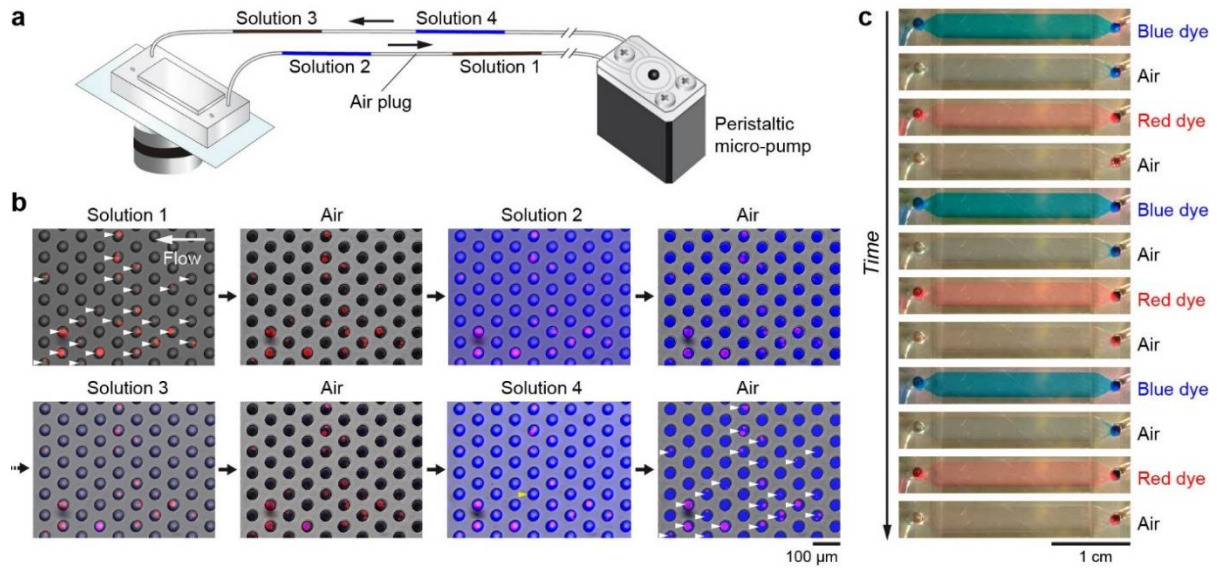 a
Solution 3
Solution 4
Solution 2
Solution 1
Air plug
Peristaltic
micro-pump
b
Solution 1
Air
Solution 2
Air
Flow
Solution 3
Air
Solution 4
Air
100 µm
c
Time
Blue dye
Air
Red dye
Air
Blue dye
Air
Red dye
Air
Blue dye
Air
Red dye
Air
1 cm